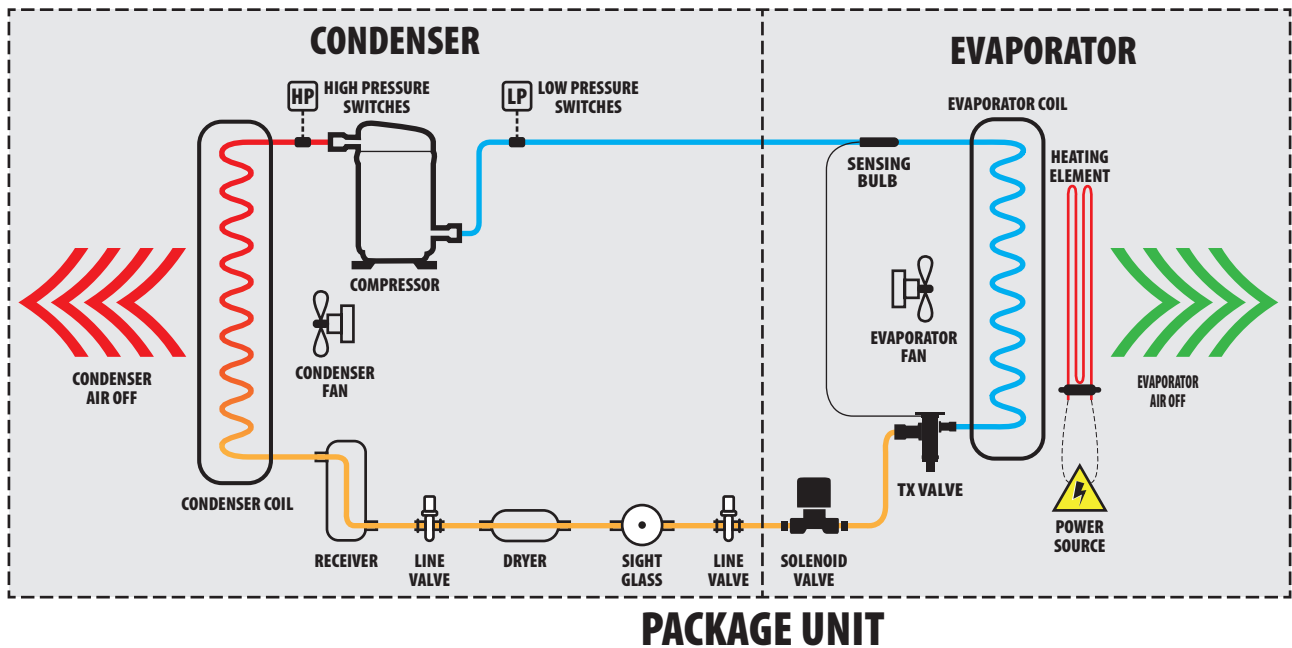 CONDENSER
EVAPORATOR
HP
HIGH PRESSURE
SWITCHES
LP
LOW PRESSURE
SWITCHES
EVAPORATOR COIL
SENSING
BULB
HEATING
ELEMENT
COMPRESSOR
CONDENSER
AIR OFF
CONDENSER
FAN
EVAPORATOR
FAN
EVAPORATOR
AIR OFF
CONDENSER COIL
TX VALVE
POWER
SOURCE
RECEIVER
LINE
VALVE
DRYER
SIGHT
GLASS
LINE
VALVE
SOLENOID
VALVE
PACKAGE UNIT